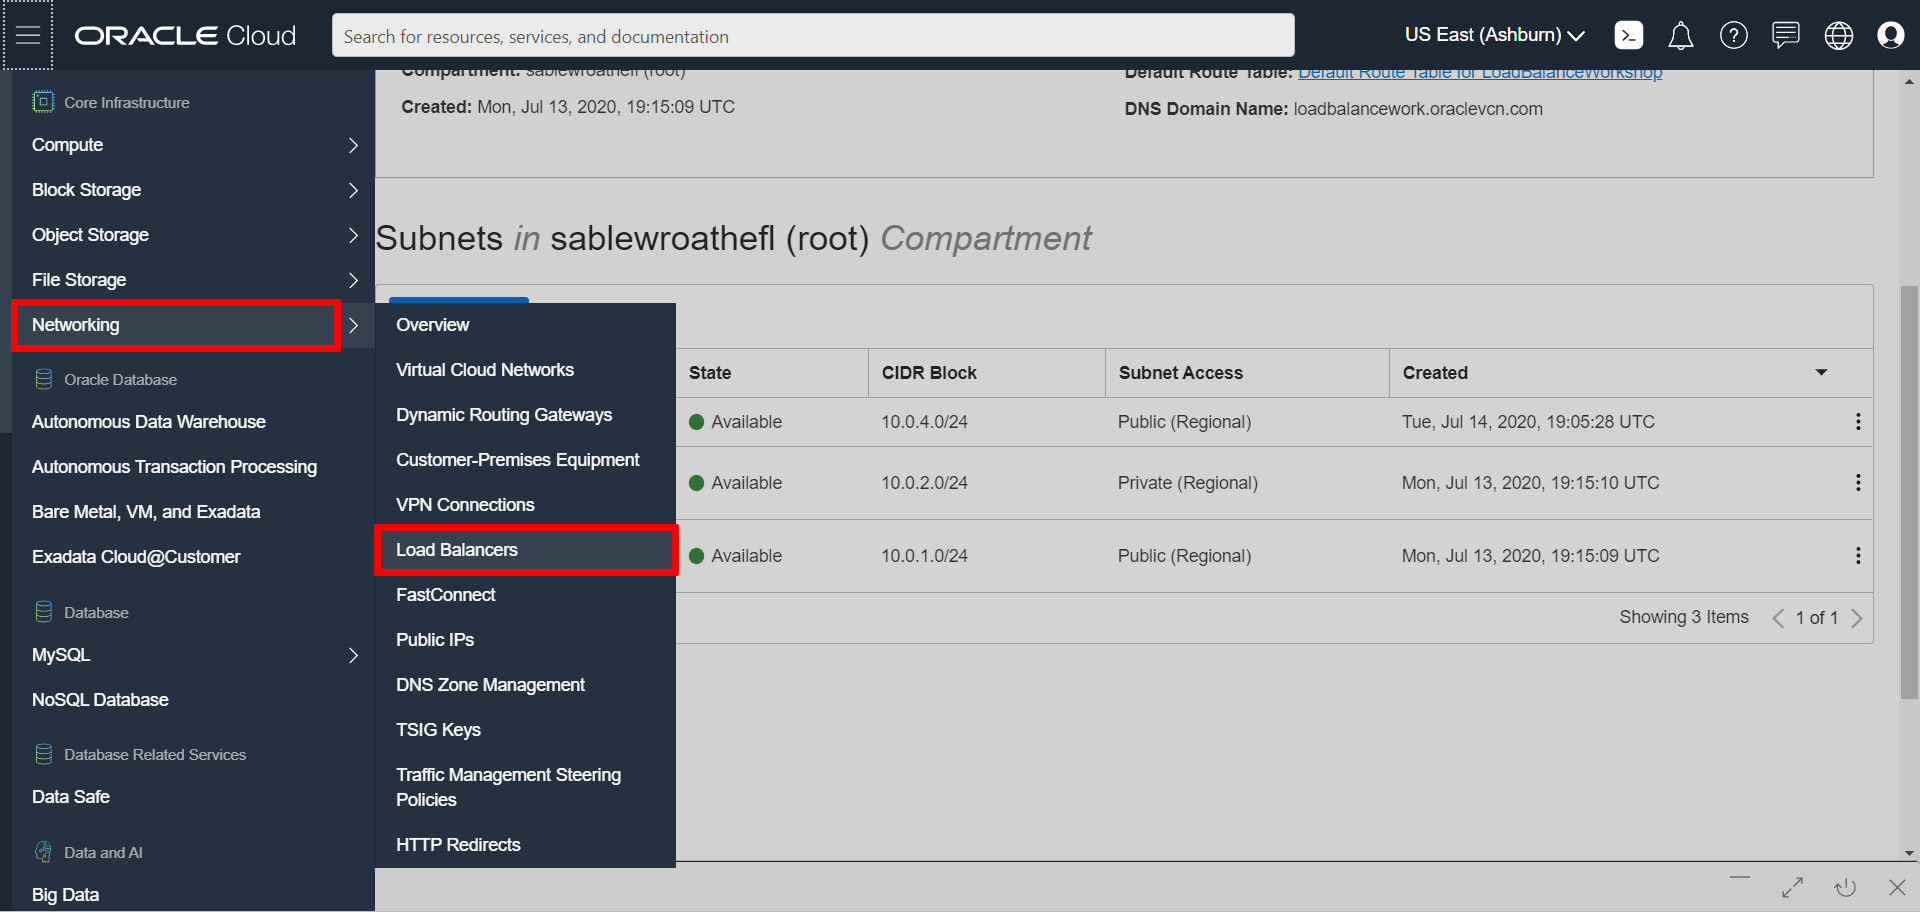 ORACLE Cloud
Search for resources, services, and documentation
US East (Ashburn)
Core Infrastructure
Compute
Block Storage
Object Storage
File Storage
Networking
Oracle Database
Autonomous Data Warehouse
Autonomous Transaction Processing
Bare Metal, VM, and Exadata
Exadata Cloud@Customer
Database
MySQL
NoSQL Database
Database Related Services
Data Safe
Data and AI
Big Data
Overview
Virtual Cloud Networks
Dynamic Routing Gateways
Customer-Premises Equipment
VPN Connections
Load Balancers
FastConnect
Public IPs
DNS Zone Management
TSIG Keys
Traffic Management Steering
Policies
HTTP Redirects
Compartment: sablewroathefl (root)
Created: Mon, Jul 13, 2020, 19:15:09 UTC
Default Route Table: Default Route Table for LoadBalanceWorkshop
DNS Domain Name: loadbalancework.oraclevcn.com
Subnets in sablewroathefl (root) Compartment
State CIDR Block Subnet Access Created
Available 10.0.4.0/24 Public (Regional) Tue, Jul 14, 2020, 19:05:28 UTC
Available 10.0.2.0/24 Private (Regional) Mon, Jul 13, 2020, 19:15:10 UTC
Available 10.0.1.0/24 Public (Regional) Mon, Jul 13, 2020, 19:15:09 UTC
Showing 3 Items 1 of 1